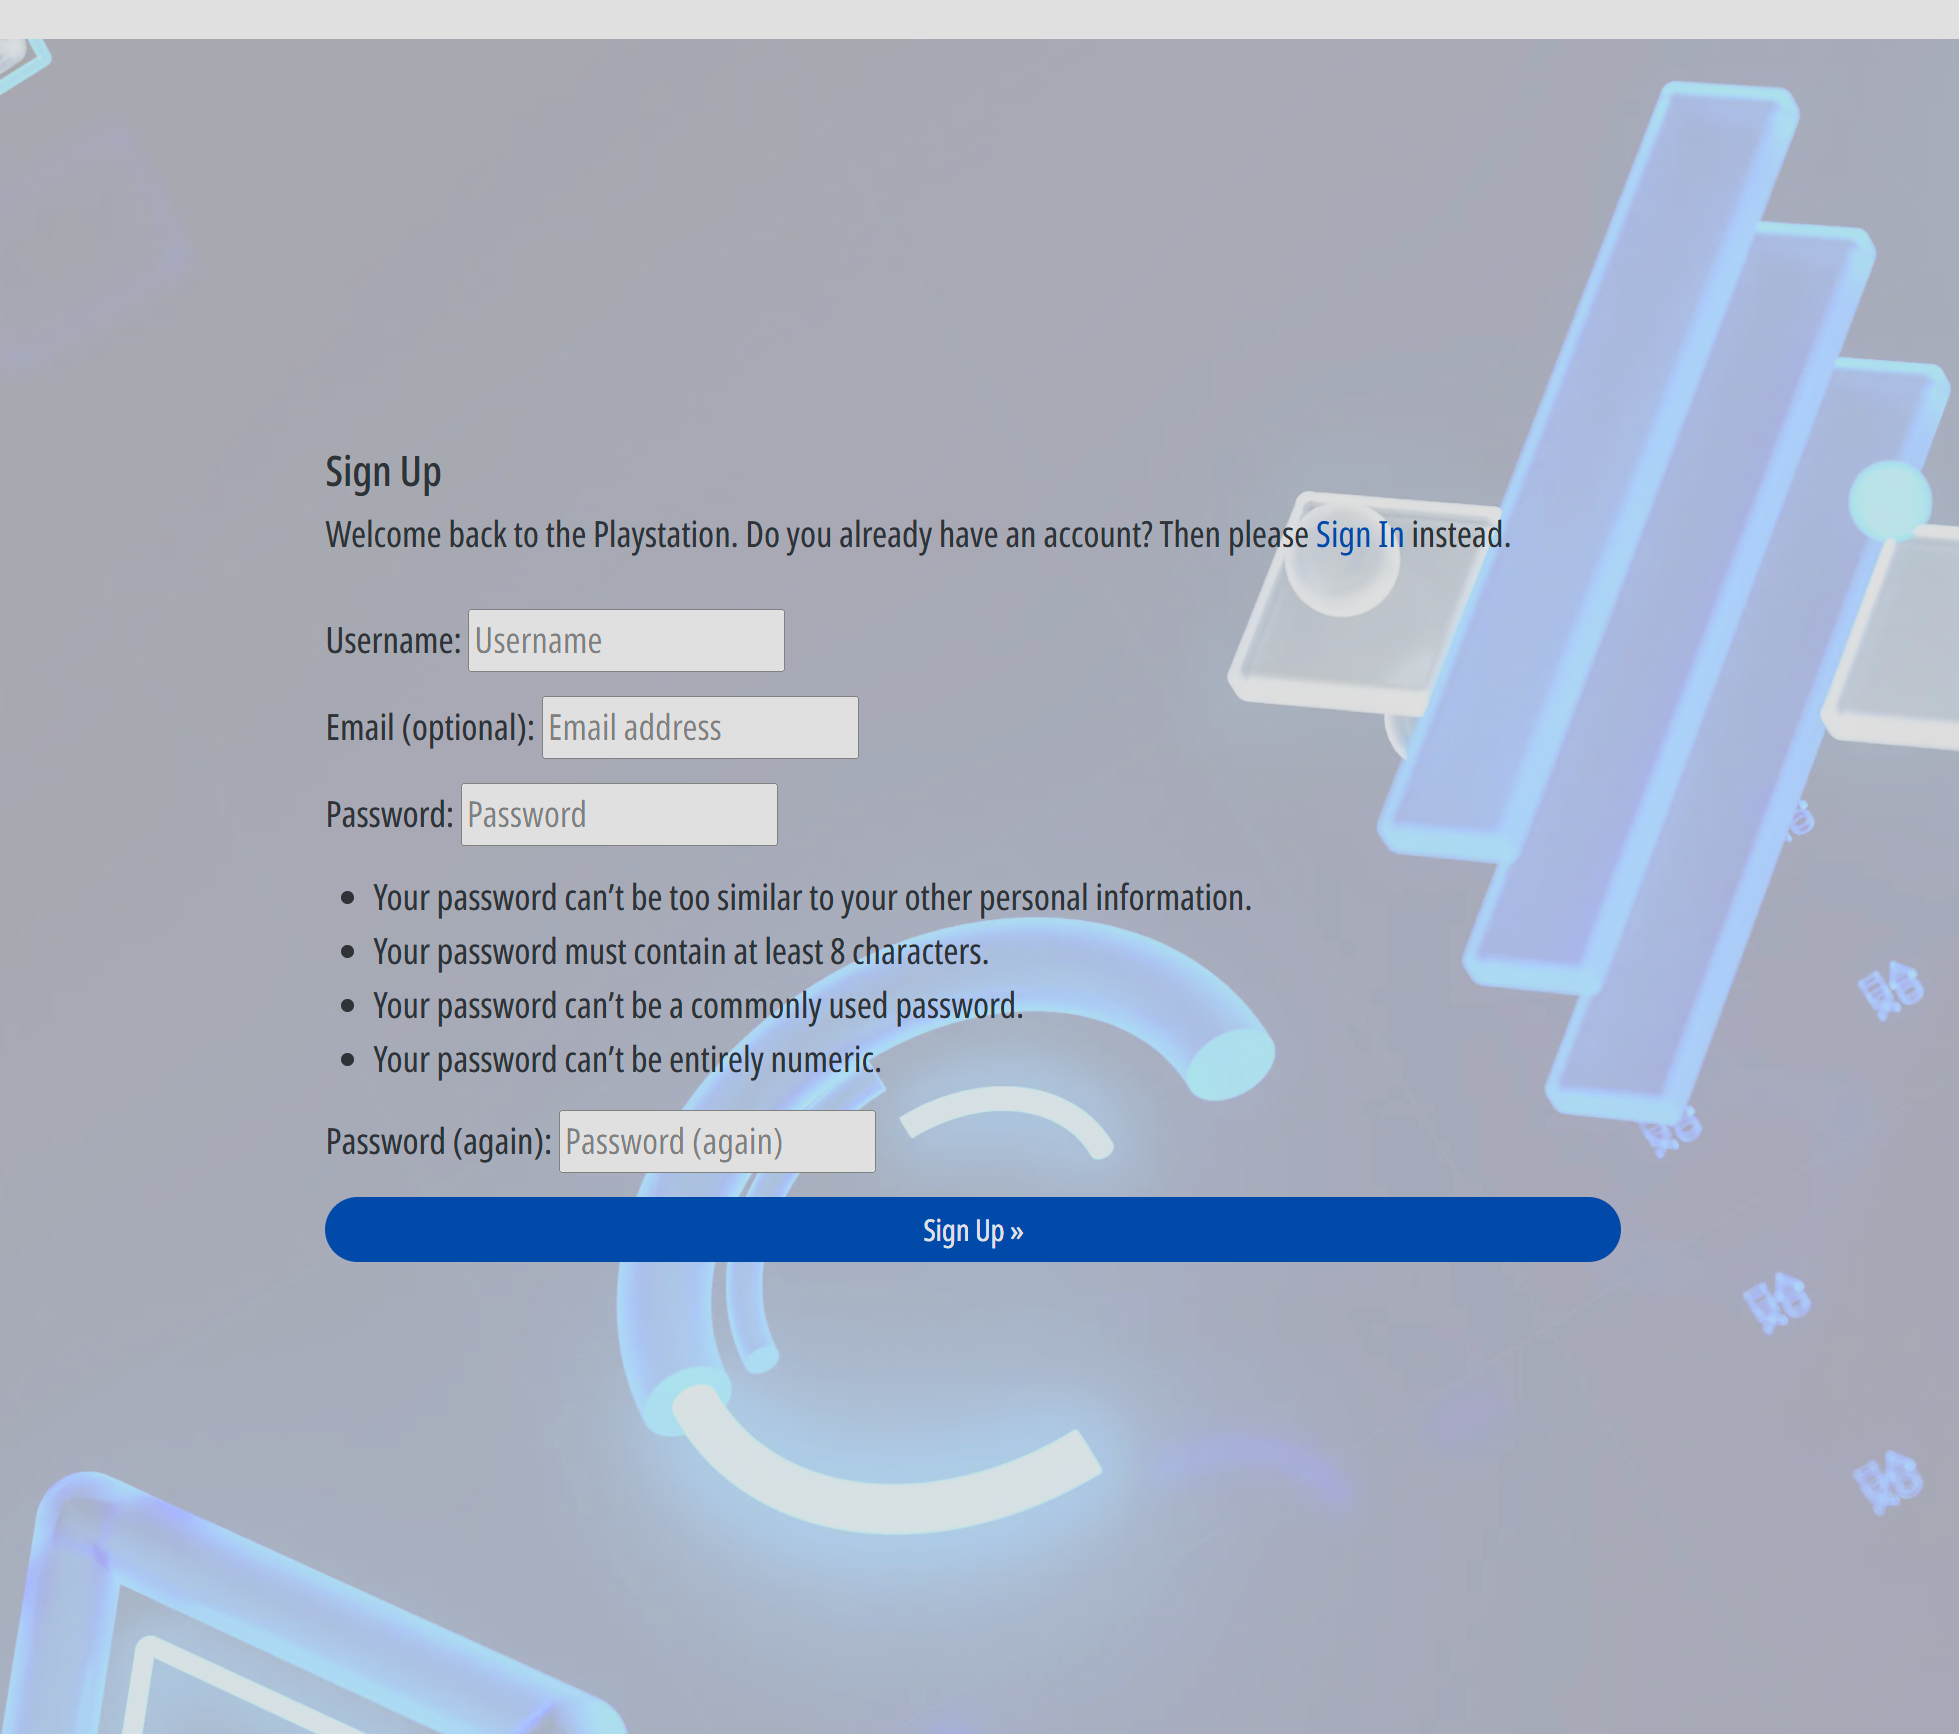 Sign Up
Welcome back to the Playstation. Do you already have an account? Then please Sign In instead.
Username: Username
Email (optional): Email address
Password: Password
• Your password can’t be too similar to your other personal information.
• Your password must contain at least 8 characters.
• Your password can’t be a commonly used password.
• Your password can’t be entirely numeric.
Password (again): Password (again)
Sign Up »